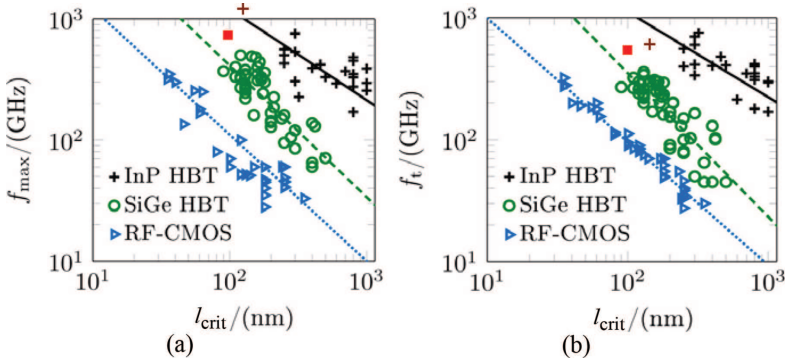 10³
10²
10¹
f_max/(GHz)
InP HBT
SiGe HBT
RF-CMOS
10¹ 10² 10³
l_crit/(nm)
(a)
10³
10²
10¹
f_t/(GHz)
InP HBT
SiGe HBT
RF-CMOS
10¹ 10² 10³
l_crit/(nm)
(b)